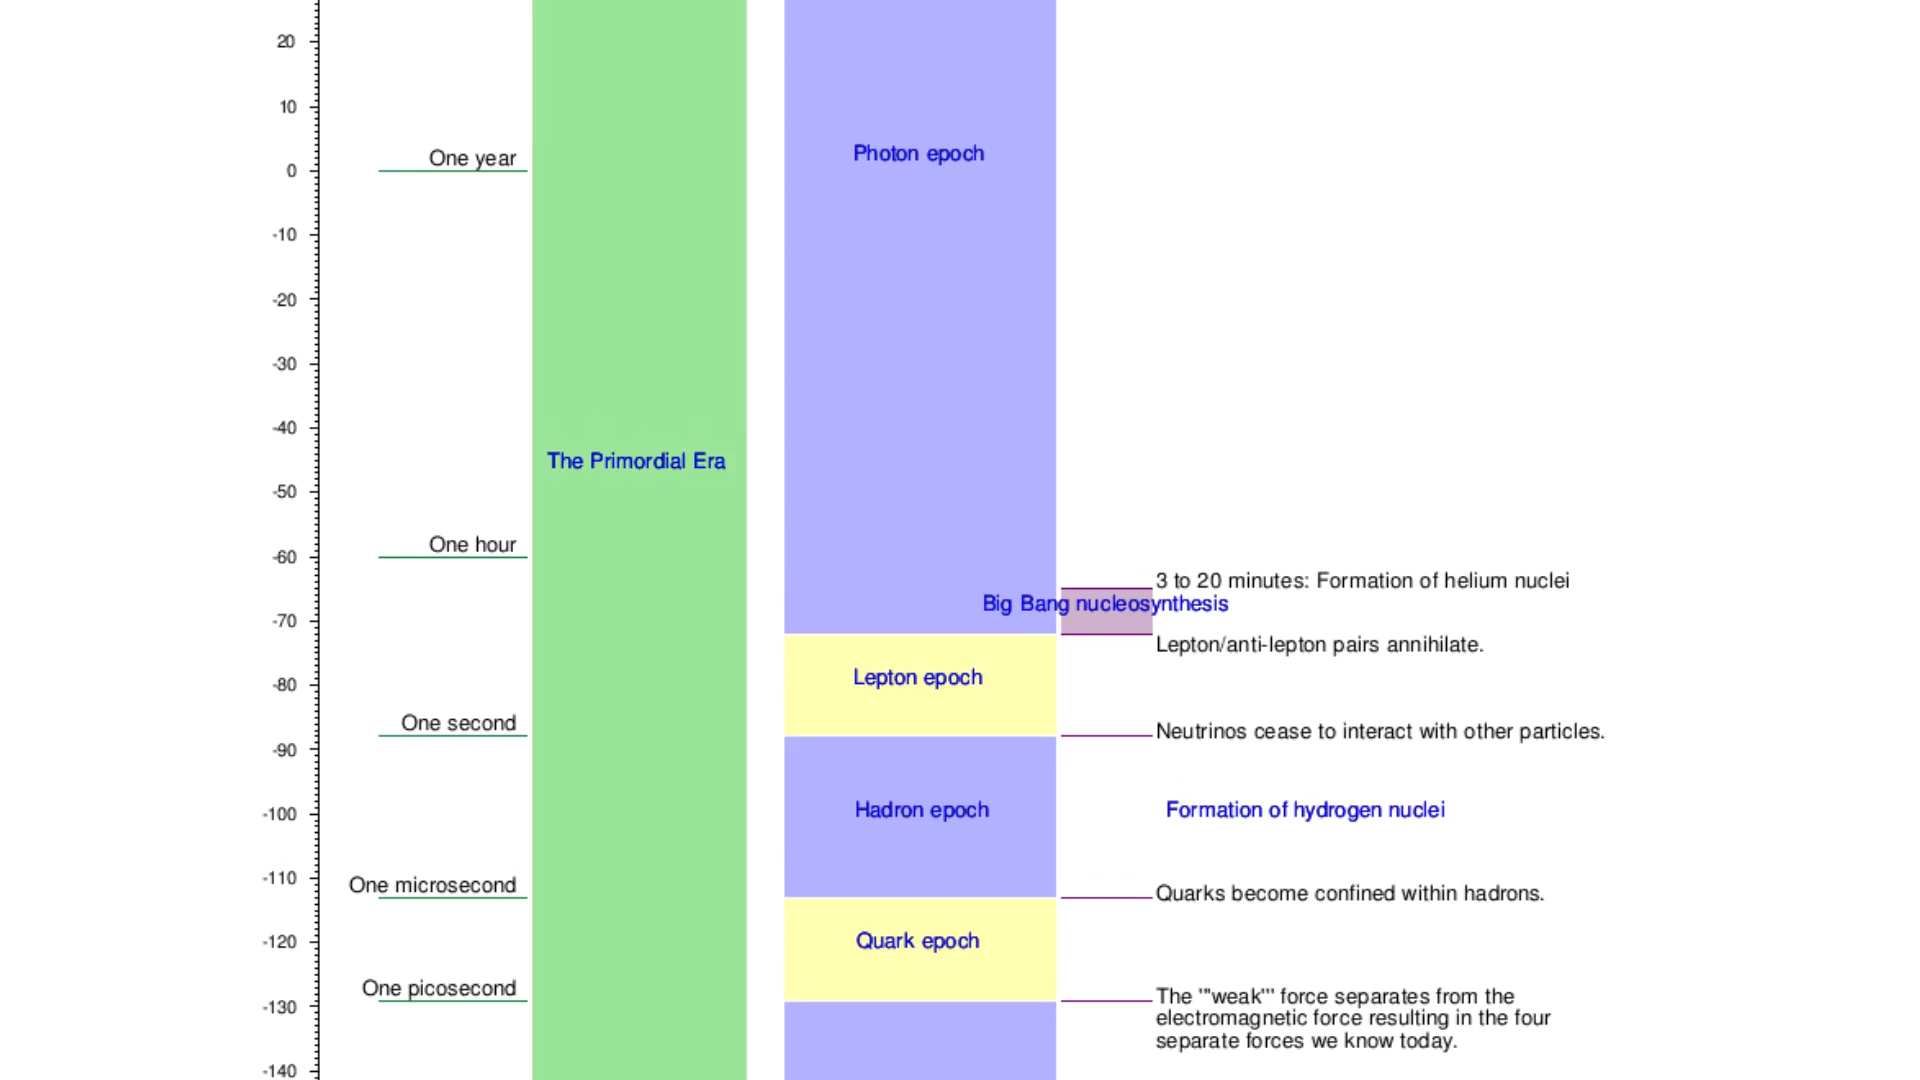 20
10
One year
Photon epoch
0
-10
-20
-30
-40
The Primordial Era
-50
One hour
-60
3 to 20 minutes: Formation of helium nuclei
Big Bang nucleosynthesis
-70
Lepton/anti-lepton pairs annihilate.
Lepton epoch
-80
One second
Neutrinos cease to interact with other particles.
-90
Hadron epoch
Formation of hydrogen nuclei
-100
-110
One microsecond
Quarks become confined within hadrons.
Quark epoch
-120
One picosecond
The '"weak"' force separates from the
electromagnetic force resulting in the four
separate forces we know today.
-130
-140